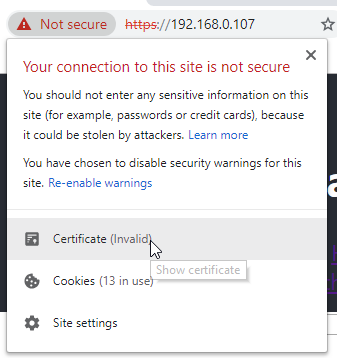 Not secure https://192.168.0.107
Your connection to this site is not secure
You should not enter any sensitive information on this
site (for example, passwords or credit cards), because
it could be stolen by attackers. Learn more
You have chosen to disable security warnings for this
site. Re-enable warnings
Certificate (Invalid)
Show certificate
Cookies (13 in use)
Site settings